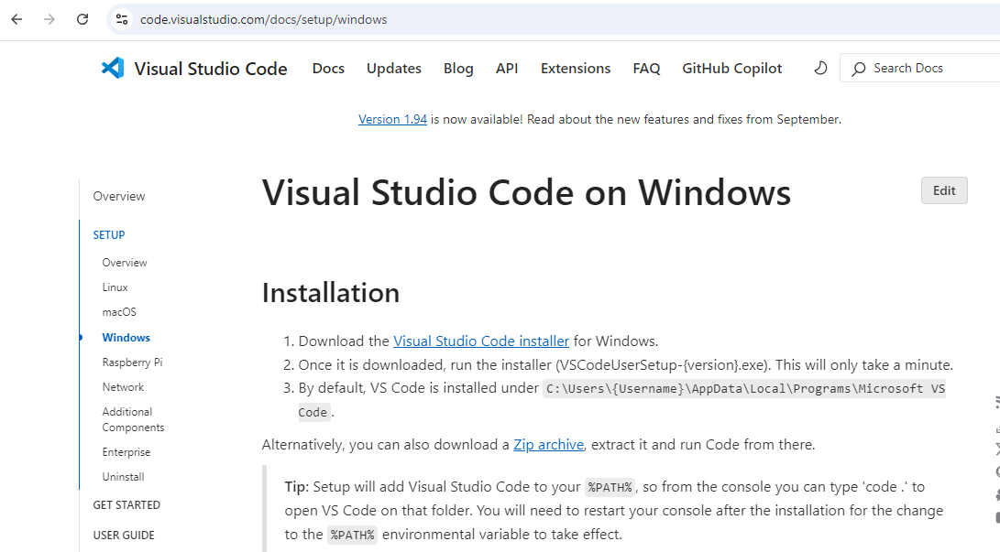 code.visualstudio.com/docs/setup/windows
Visual Studio Code
Docs
Updates
Blog
API
Extensions
FAQ
GitHub Copilot
Search Docs
Version 1.94 is now available! Read about the new features and fixes from September.
Overview
SETUP
Overview
Linux
macOS
Windows
Raspberry Pi
Network
Additional
Components
Enterprise
Uninstall
GET STARTED
USER GUIDE
Visual Studio Code on Windows
Edit
Installation
1. Download the Visual Studio Code installer for Windows.
2. Once it is downloaded, run the installer (VSCodeUserSetup-{version}.exe). This will only take a minute.
3. By default, VS Code is installed under C:\Users\{Username}\AppData\Local\Programs\Microsoft VS
Code.
Alternatively, you can also download a Zip archive, extract it and run Code from there.
Tip: Setup will add Visual Studio Code to your %PATH%, so from the console you can type 'code .' to
open VS Code on that folder. You will need to restart your console after the installation for the change
to the %PATH% environmental variable to take effect.